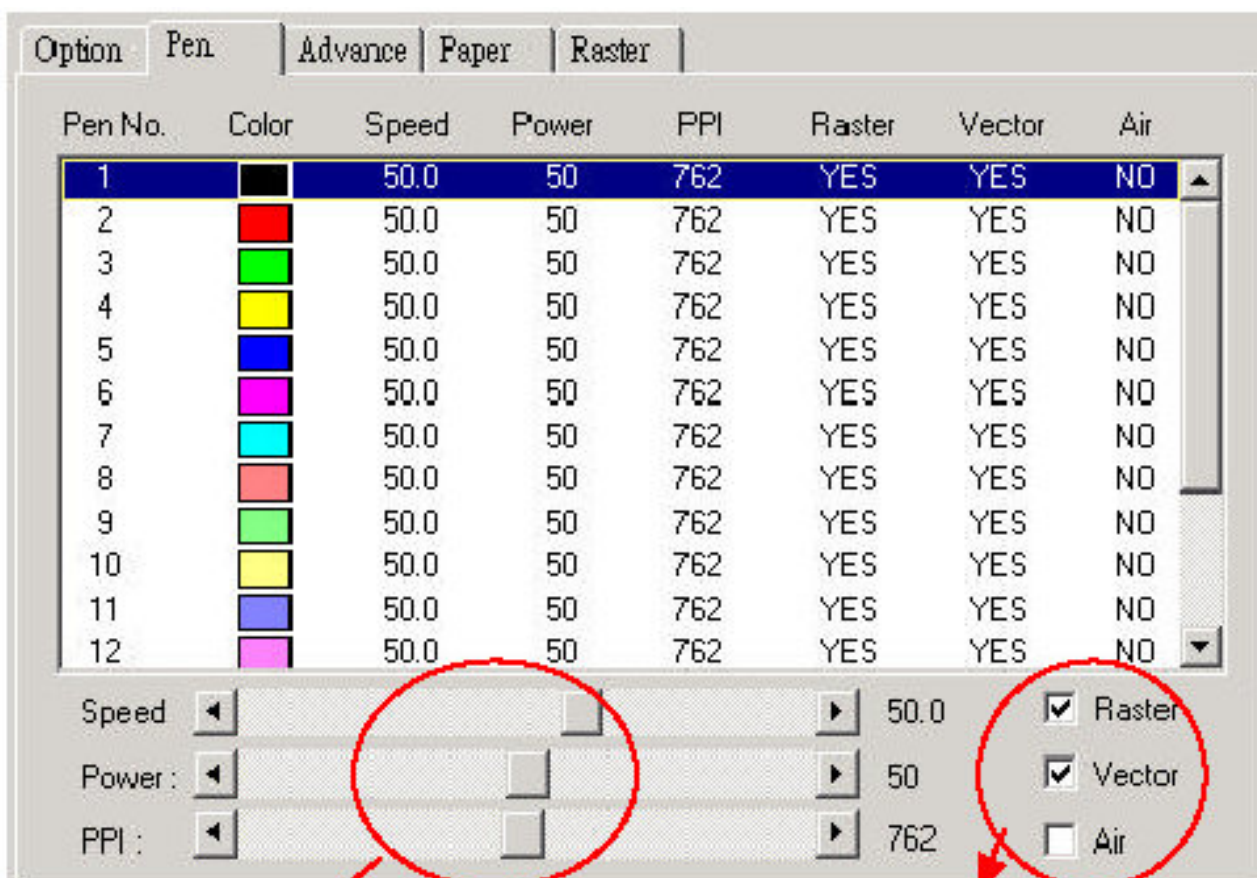 Option Pen Advance Paper Raster
Pen No. Color Speed Power PPI Raster Vector Air
1 50.0 50 762 YES YES NO
2 50.0 50 762 YES YES NO
3 50.0 50 762 YES YES NO
4 50.0 50 762 YES YES NO
5 50.0 50 762 YES YES NO
6 50.0 50 762 YES YES NO
7 50.0 50 762 YES YES NO
8 50.0 50 762 YES YES NO
9 50.0 50 762 YES YES NO
10 50.0 50 762 YES YES NO
11 50.0 50 762 YES YES NO
12 50.0 50 762 YES YES NO
Speed 50.0 Raster
Power : 50 Vector
PPI : 762 Air